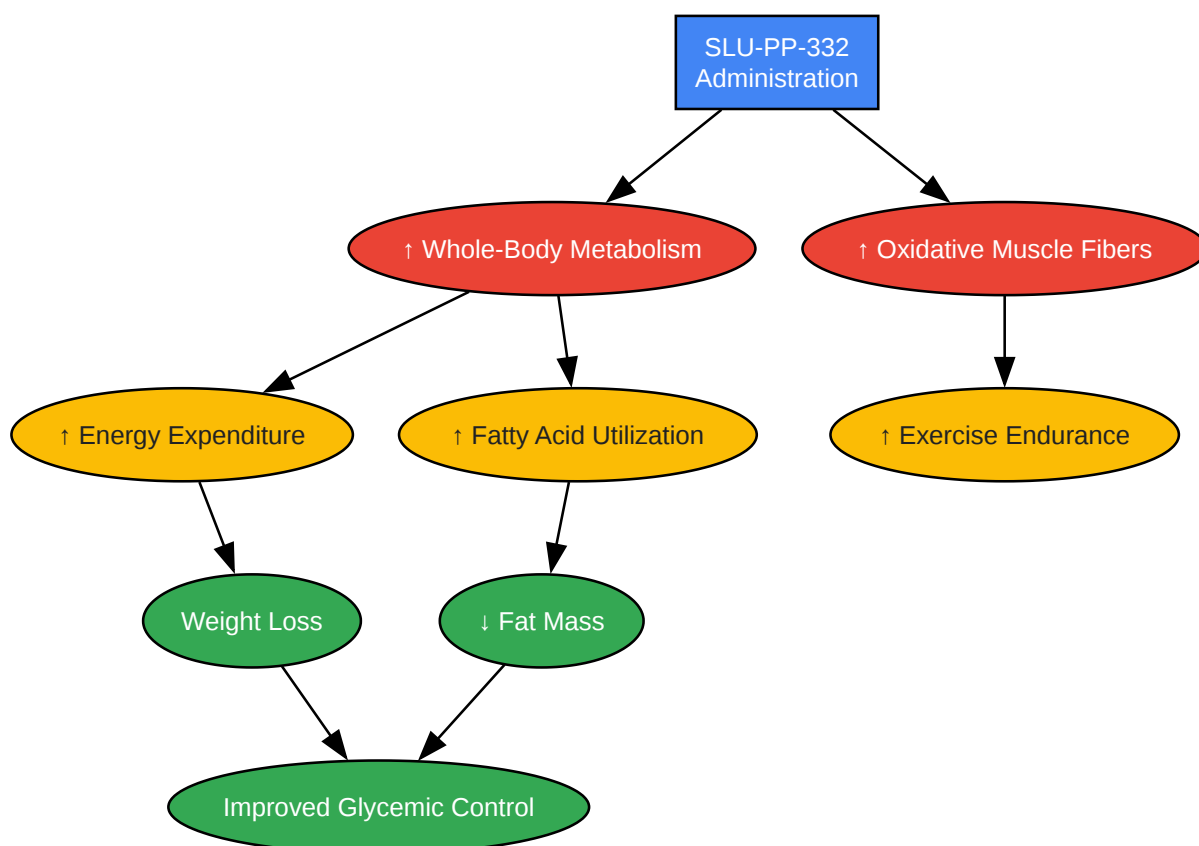 SLU-PP-332
Administration
↑ Whole-Body Metabolism
↑ Oxidative Muscle Fibers
↑ Energy Expenditure
↑ Fatty Acid Utilization
↑ Exercise Endurance
Weight Loss
↓ Fat Mass
Improved Glycemic Control